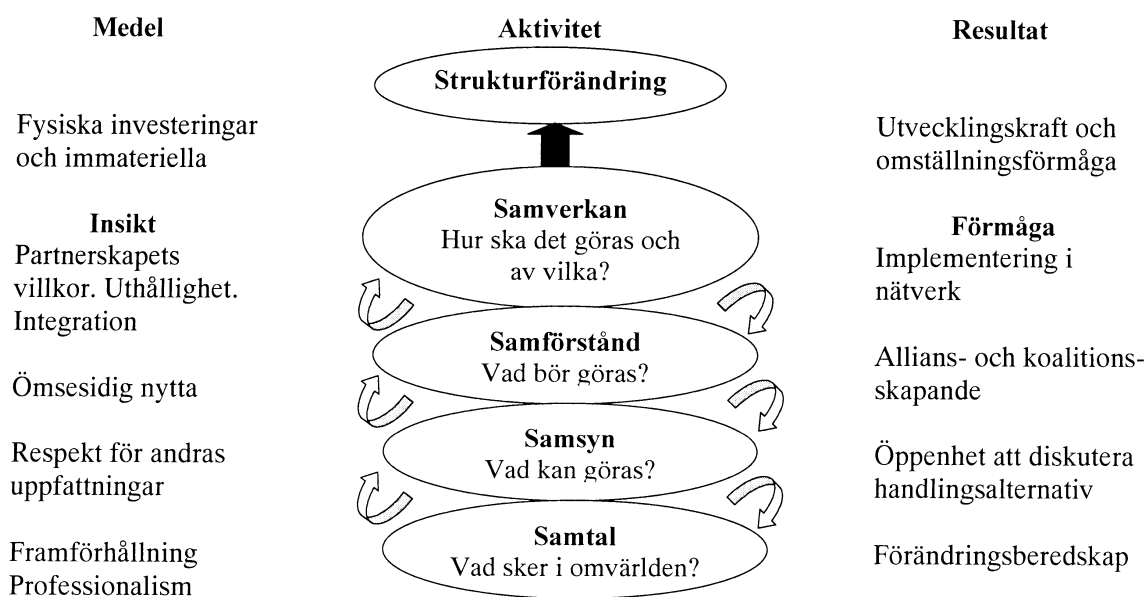 Medel
Aktivitet
Resultat
Strukturförändring
Fysiska investeringar
och immateriella
Utvecklingskraft och
omställningsförmåga
Insikt
Partnerskapets
villkor. Uthållighet.
Integration
Samverkan
Hur ska det göras och
av vilka?
Förmåga
Implementering i
nätverk
Ömsesidig nytta
Samförstånd
Vad bör göras?
Allians- och koalitions-
skapande
Respekt för andras
uppfattningar
Samsyn
Vad kan göras?
Öppenhet att diskutera
handlingsalternativ
Framförhållning
Professionalism
Samtal
Vad sker i omvärlden?
Förändringsberedskap